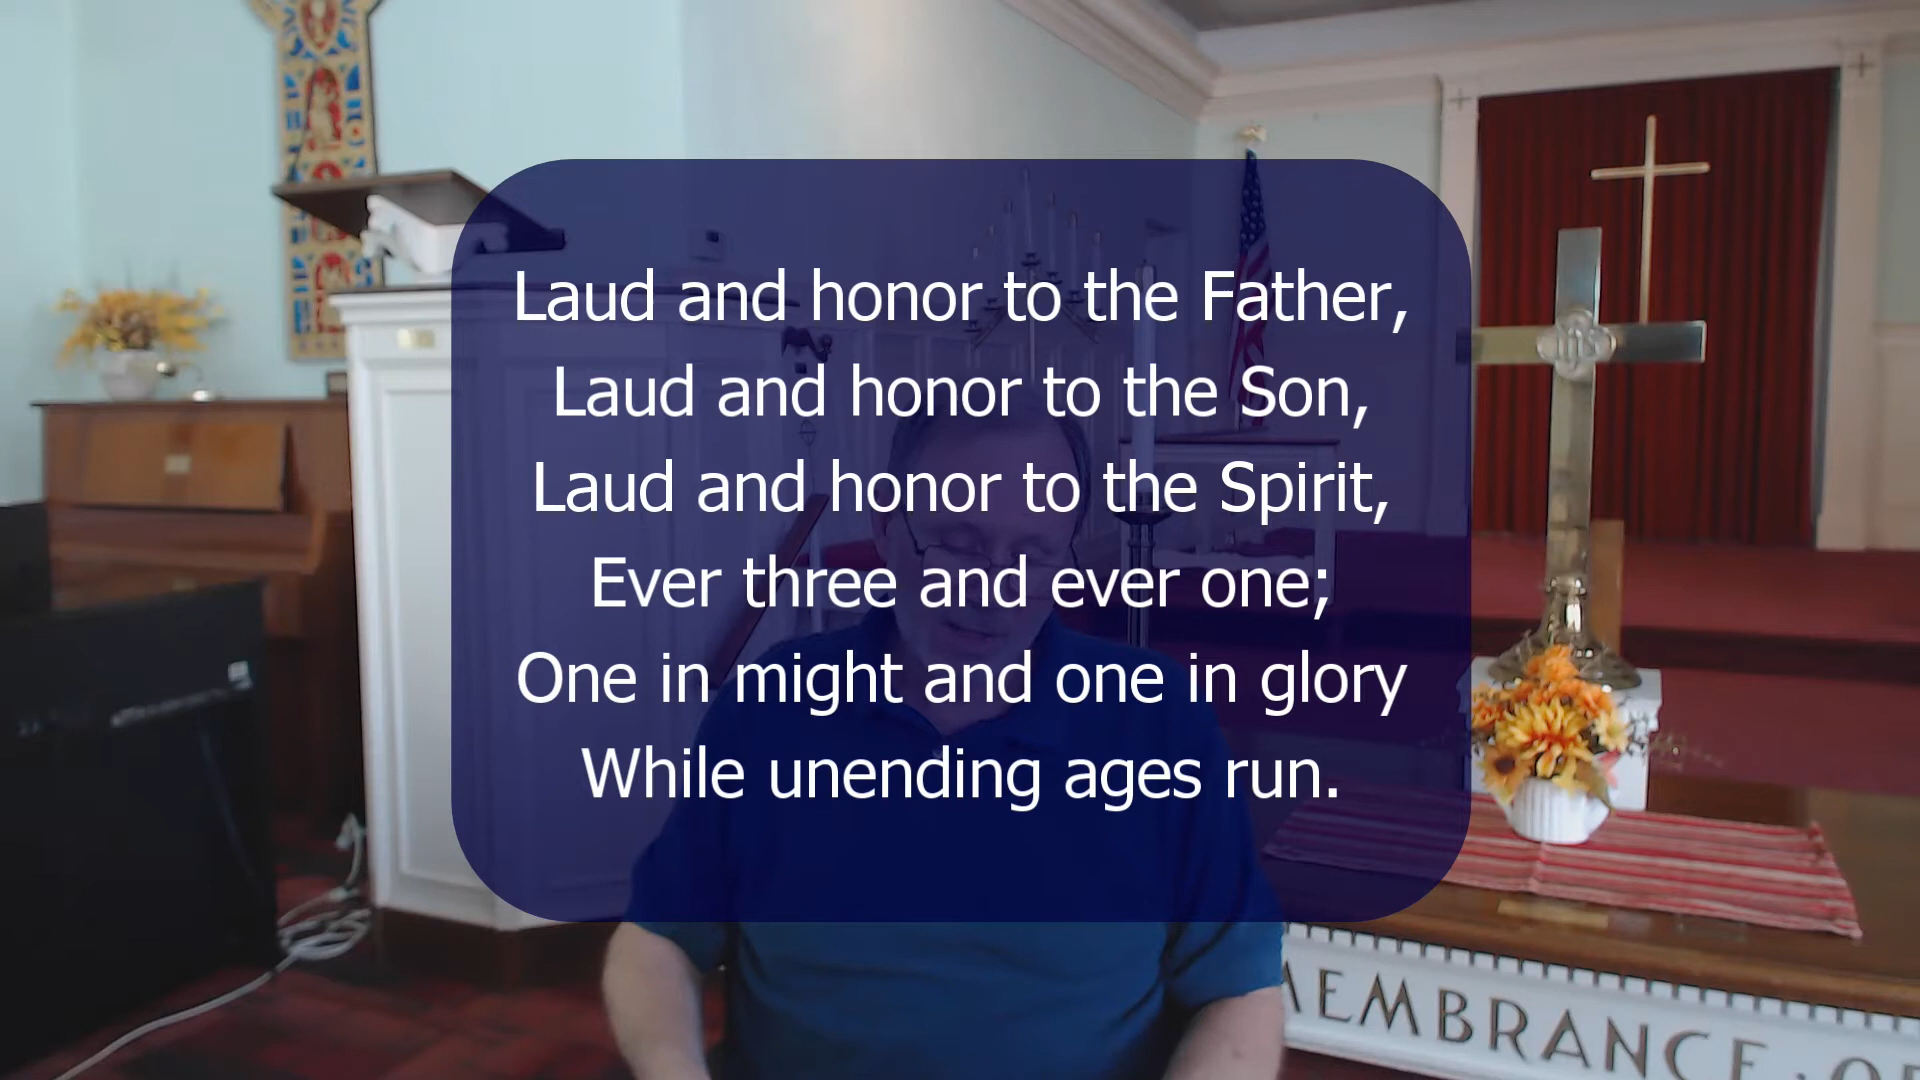 Laud and honor to the Father,
Laud and honor to the Son,
Laud and honor to the Spirit,
Ever three and ever one;
One in might and one in glory
While unending ages run.
IHS